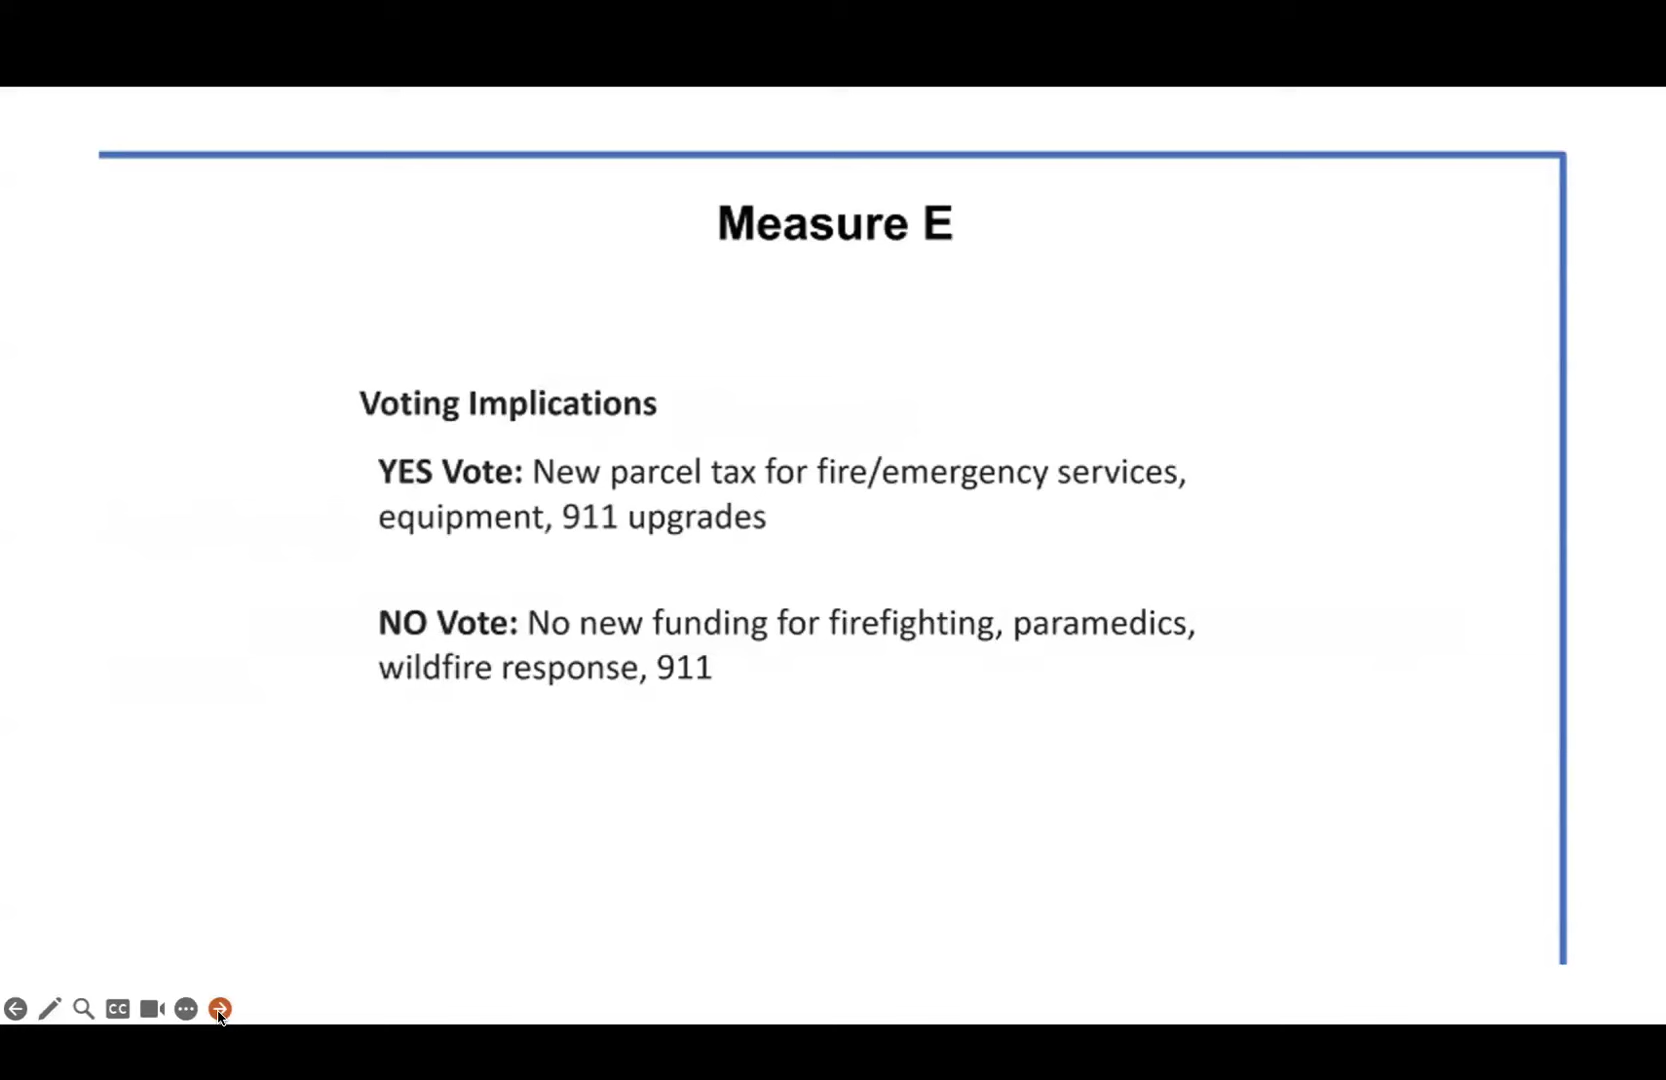 Measure E
Voting Implications
YES Vote: New parcel tax for fire/emergency services,
equipment, 911 upgrades
NO Vote: No new funding for firefighting, paramedics,
wildfire response, 911
CC